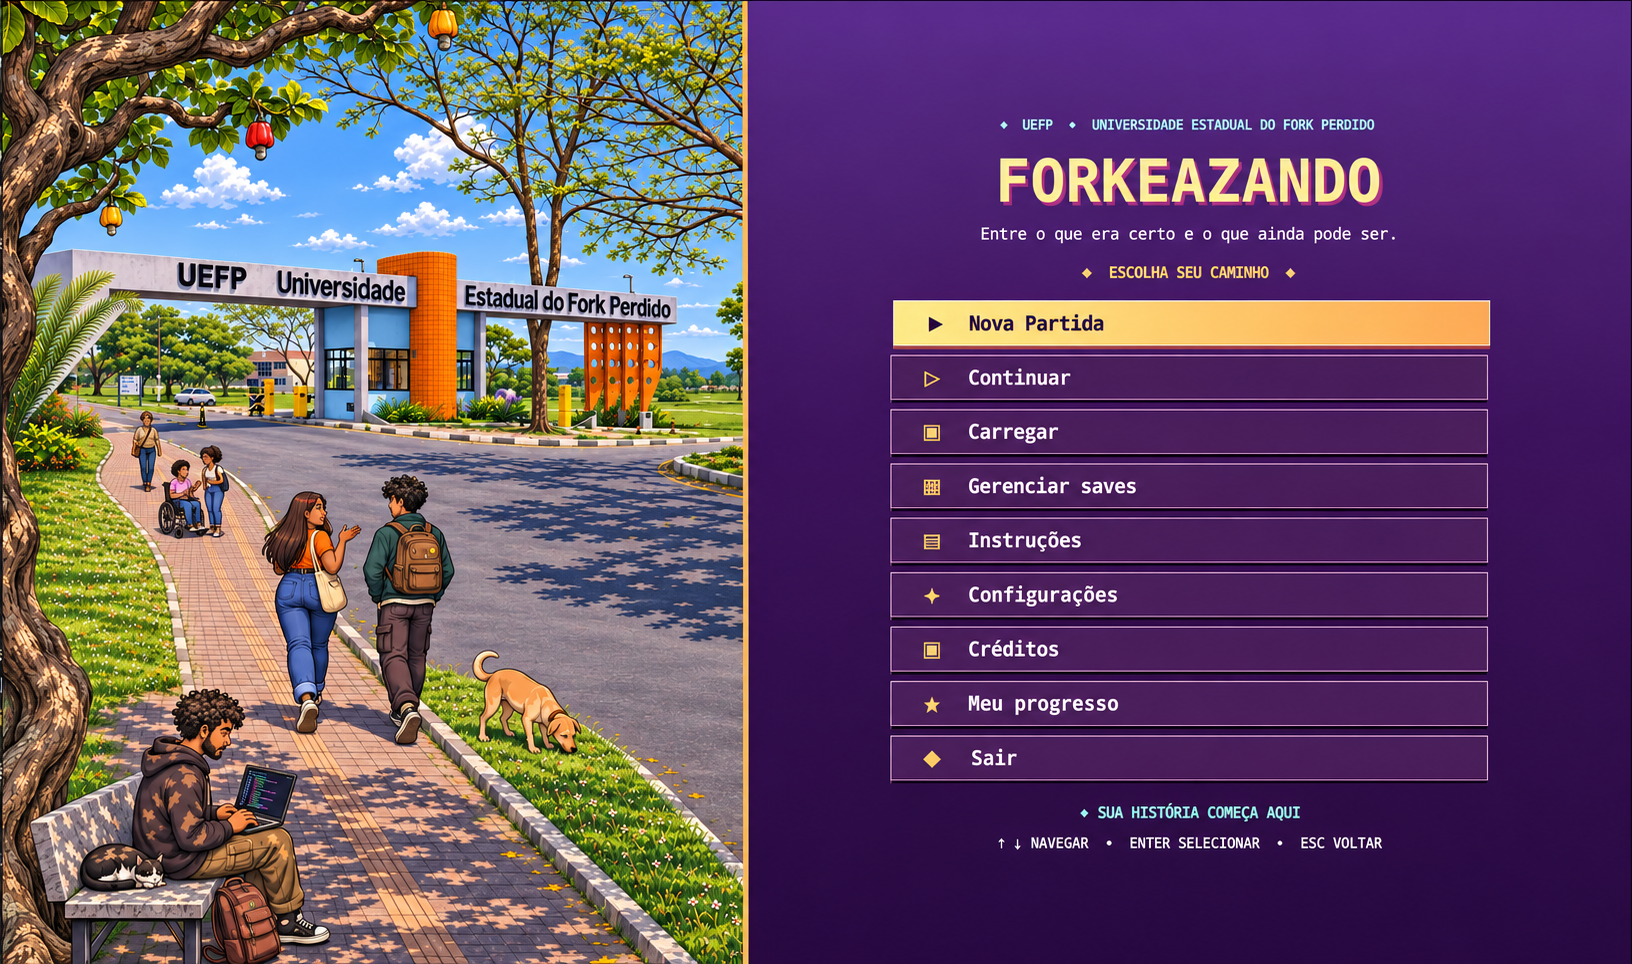 UEFP Universidade Estadual do Fork Perdido
◆ UEFP ◆ UNIVERSIDADE ESTADUAL DO FORK PERDIDO
FORKEAZANDO
Entre o que era certo e o que ainda pode ser.
◆ ESCOLHA SEU CAMINHO ◆
Nova Partida
Continuar
Carregar
Gerenciar saves
Instruções
Configurações
Créditos
Meu progresso
Sair
◆ SUA HISTÓRIA COMEÇA AQUI
↑ ↓ NAVEGAR • ENTER SELECIONAR • ESC VOLTAR